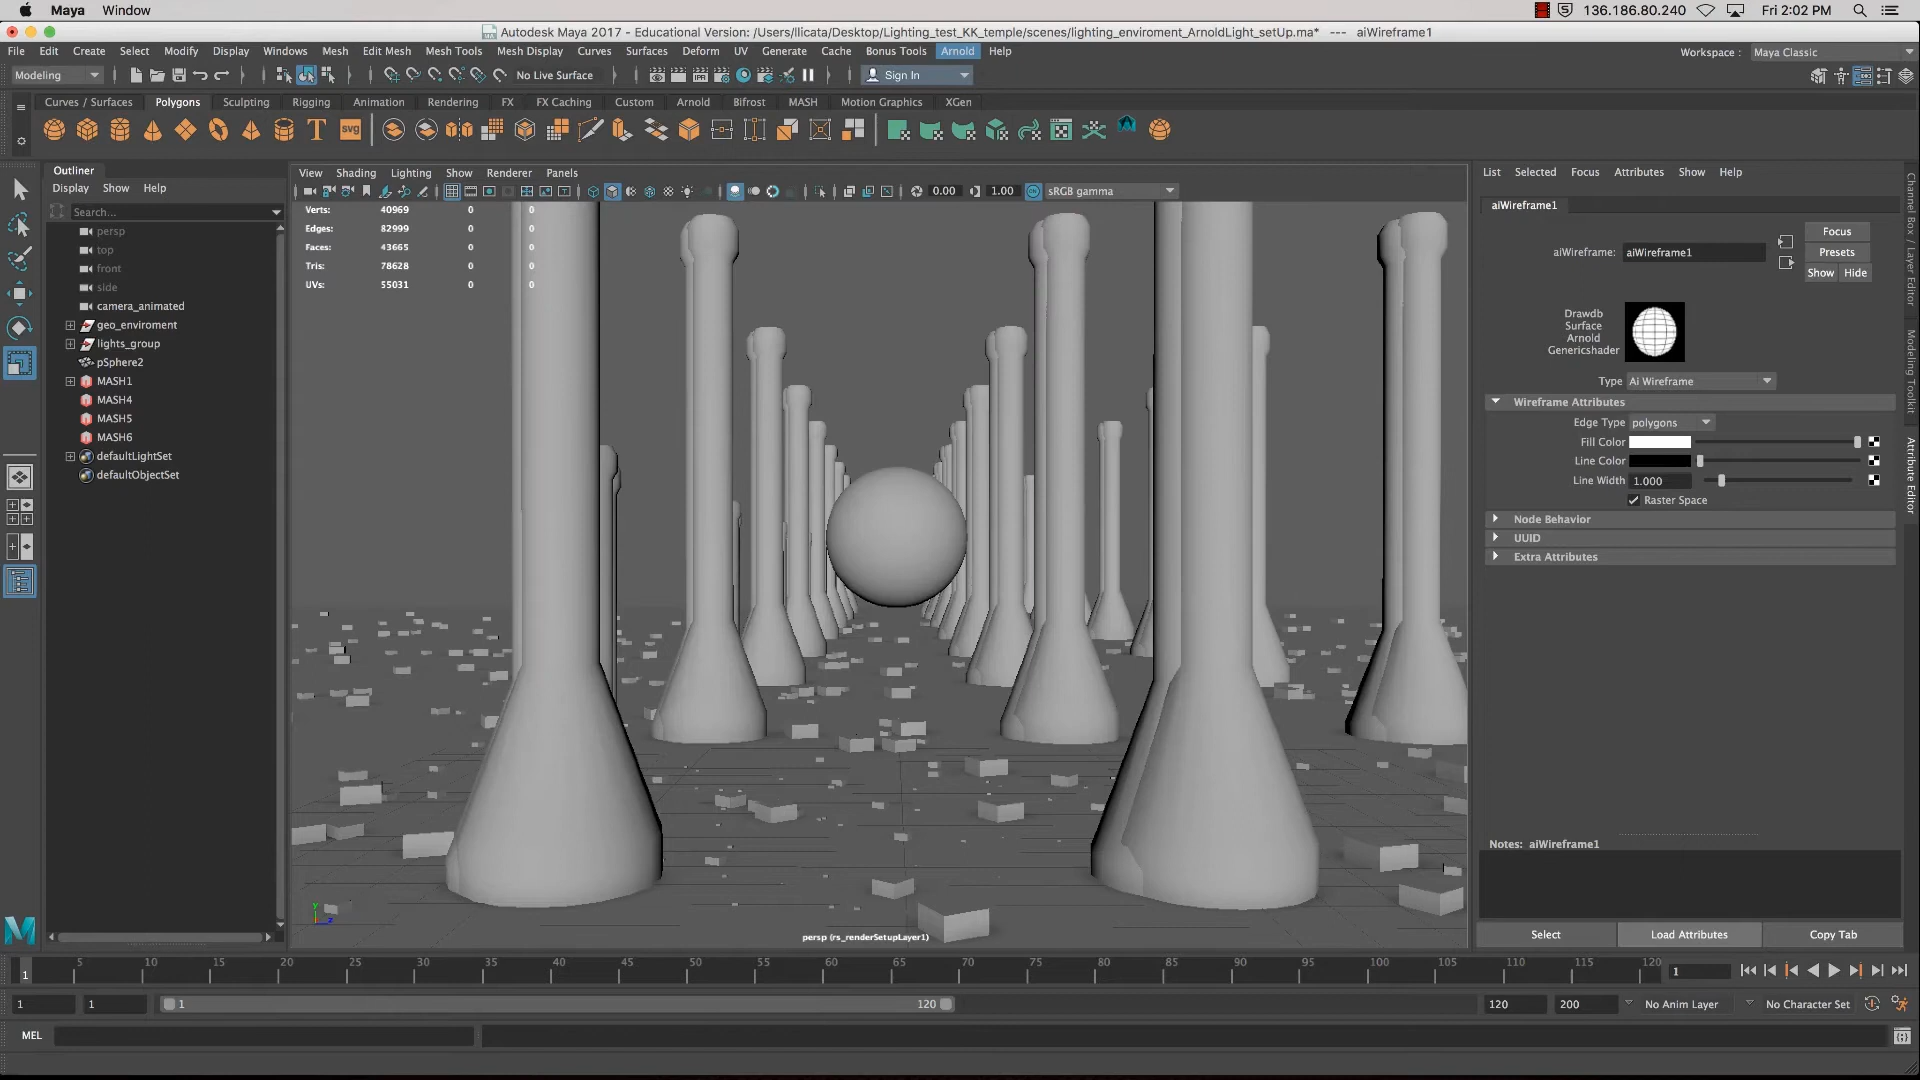 Maya Window 136.186.80.240 Fri 2:02 PM
Autodesk Maya 2017 - Educational Version: /Users/llicata/Desktop/Lighting_test_KK_temple/scenes/lighting_enviroment_ArnoldLight_setUp.ma* --- aiWireframe1
File Edit Create Select Modify Display Windows Mesh Edit Mesh Mesh Tools Mesh Display Curves Surfaces Deform UV Generate Cache Bonus Tools Arnold Help Workspace : Maya Classic
Modeling No Live Surface Sign In
Curves / Surfaces Polygons Sculpting Rigging Animation Rendering FX FX Caching Custom Arnold Bifrost MASH Motion Graphics XGen
T svg
Outliner
Display Show Help
Search...
persp
top
front
side
camera_animated
geo_enviroment
lights_group
pSphere2
MASH1
MASH4
MASH5
MASH6
defaultLightSet
defaultObjectSet
View Shading Lighting Show Renderer Panels
0.00 1.00 sRGB gamma
Verts: 40969 0 0
Edges: 82999 0 0
Faces: 43665 0 0
Tris: 78628 0 0
UVs: 55031 0 0
persp (rs_renderSetupLayer1)
List Selected Focus Attributes Show Help
aiWireframe1
aiWireframe: aiWireframe1
Focus
Presets
Show Hide
Drawdb
Surface
Arnold
Genericshader
Type Ai Wireframe
Wireframe Attributes
Edge Type polygons
Fill Color
Line Color
Line Width 1.000
Raster Space
Node Behavior
UUID
Extra Attributes
Notes: aiWireframe1
Select Load Attributes Copy Tab
Channel Box / Layer Editor
Modeling Toolkit
Attribute Editor
1 5 10 15 20 25 30 35 40 45 50 55 60 65 70 75 80 85 90 95 100 105 110 115 120 1
1 1 1 120 120 200 No Anim Layer No Character Set
MEL